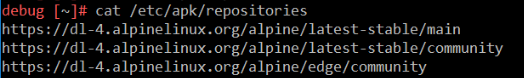 debug [~]# cat /etc/apk/repositories
https://dl-4.alpinelinux.org/alpine/latest-stable/main
https://dl-4.alpinelinux.org/alpine/latest-stable/community
https://dl-4.alpinelinux.org/alpine/edge/community